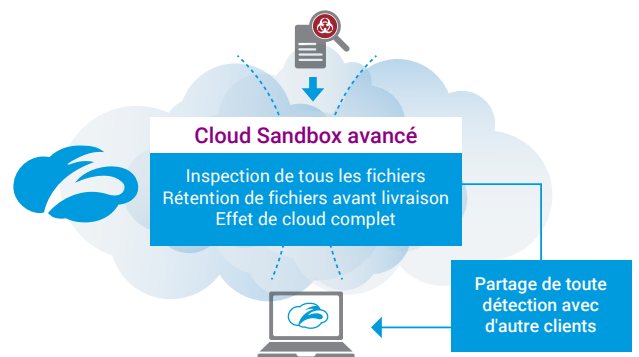 Cloud Sandbox avancé
Inspection de tous les fichiers
Rétention de fichiers avant livraison
Effet de cloud complet
Partage de toute
détection avec
d'autre clients